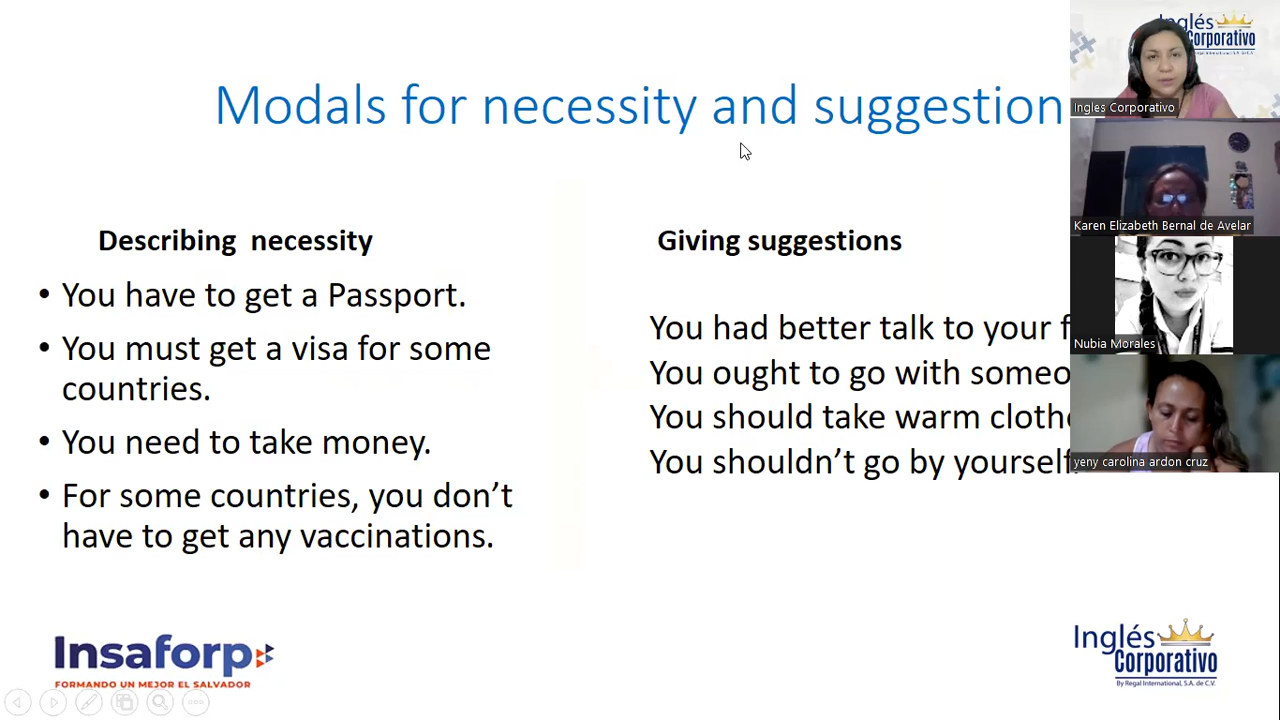 Modals for necessity and suggestion
Describing necessity
• You have to get a Passport.
• You must get a visa for some
countries.
• You need to take money.
• For some countries, you don't
have to get any vaccinations.
Giving suggestions
You had better talk to your
You ought to go with
You should take warm
You shouldn't go by yourself.
Insaforp
FORMANDO UN MEJOR EL SALVADOR
Inglés
Corporativo
By Regal International, S.A. de C.V.
Inglés
Corporativo
Ingles Corporativo
Karen Elizabeth Bernal de Avelar
Nubia Morales
yeny carolina ardon cruz